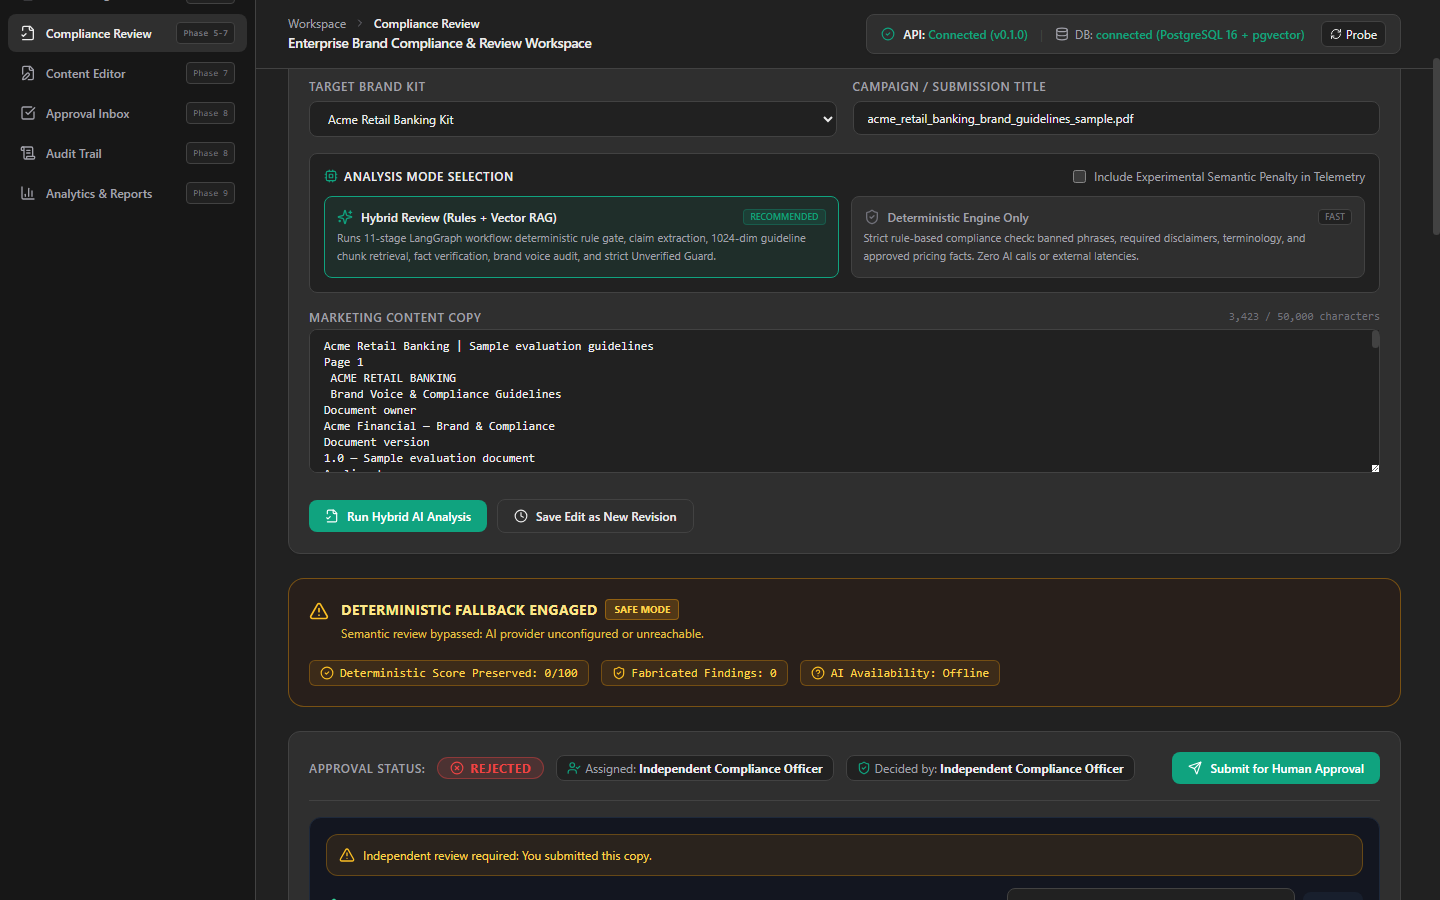 Compliance Review
Phase 5-7
Content Editor
Phase 7
Approval Inbox
Phase 8
Audit Trail
Phase 8
Analytics & Reports
Phase 9
Workspace > Compliance Review
Enterprise Brand Compliance & Review Workspace
API: Connected (v0.1.0)
DB: connected (PostgreSQL 16 + pgvector)
Probe
TARGET BRAND KIT
Acme Retail Banking Kit
CAMPAIGN / SUBMISSION TITLE
acme_retail_banking_brand_guidelines_sample.pdf
ANALYSIS MODE SELECTION
Include Experimental Semantic Penalty in Telemetry
Hybrid Review (Rules + Vector RAG)
RECOMMENDED
Runs 11-stage LangGraph workflow: deterministic rule gate, claim extraction, 1024-dim guideline
chunk retrieval, fact verification, brand voice audit, and strict Unverified Guard.
Deterministic Engine Only
FAST
Strict rule-based compliance check: banned phrases, required disclaimers, terminology, and
approved pricing facts. Zero AI calls or external latencies.
MARKETING CONTENT COPY
3,423 / 50,000 characters
Acme Retail Banking | Sample evaluation guidelines
Page 1
ACME RETAIL BANKING
Brand Voice & Compliance Guidelines
Document owner
Acme Financial — Brand & Compliance
Document version
1.0 — Sample evaluation document
Run Hybrid AI Analysis
Save Edit as New Revision
DETERMINISTIC FALLBACK ENGAGED
SAFE MODE
Semantic review bypassed: AI provider unconfigured or unreachable.
Deterministic Score Preserved: 0/100
Fabricated Findings: 0
AI Availability: Offline
APPROVAL STATUS:
REJECTED
Assigned: Independent Compliance Officer
Decided by: Independent Compliance Officer
Submit for Human Approval
Independent review required: You submitted this copy.